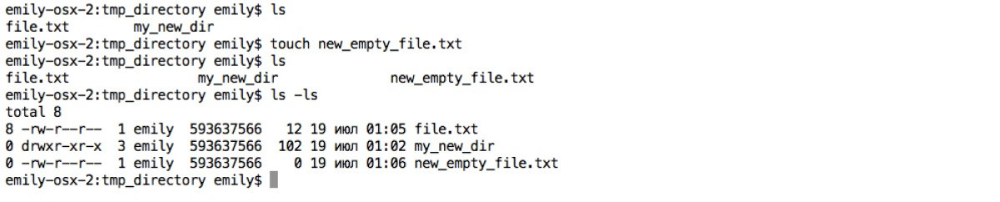 emily-osx-2:tmp_directory emily$ ls
file.txt        my_new_dir
emily-osx-2:tmp_directory emily$ touch new_empty_file.txt
emily-osx-2:tmp_directory emily$ ls
file.txt                my_new_dir              new_empty_file.txt
emily-osx-2:tmp_directory emily$ ls -ls
total 8
8 -rw-r--r--  1 emily  593637566   12 19 июл 01:05 file.txt
0 drwxr-xr-x  3 emily  593637566  102 19 июл 01:02 my_new_dir
0 -rw-r--r--  1 emily  593637566    0 19 июл 01:06 new_empty_file.txt
emily-osx-2:tmp_directory emily$